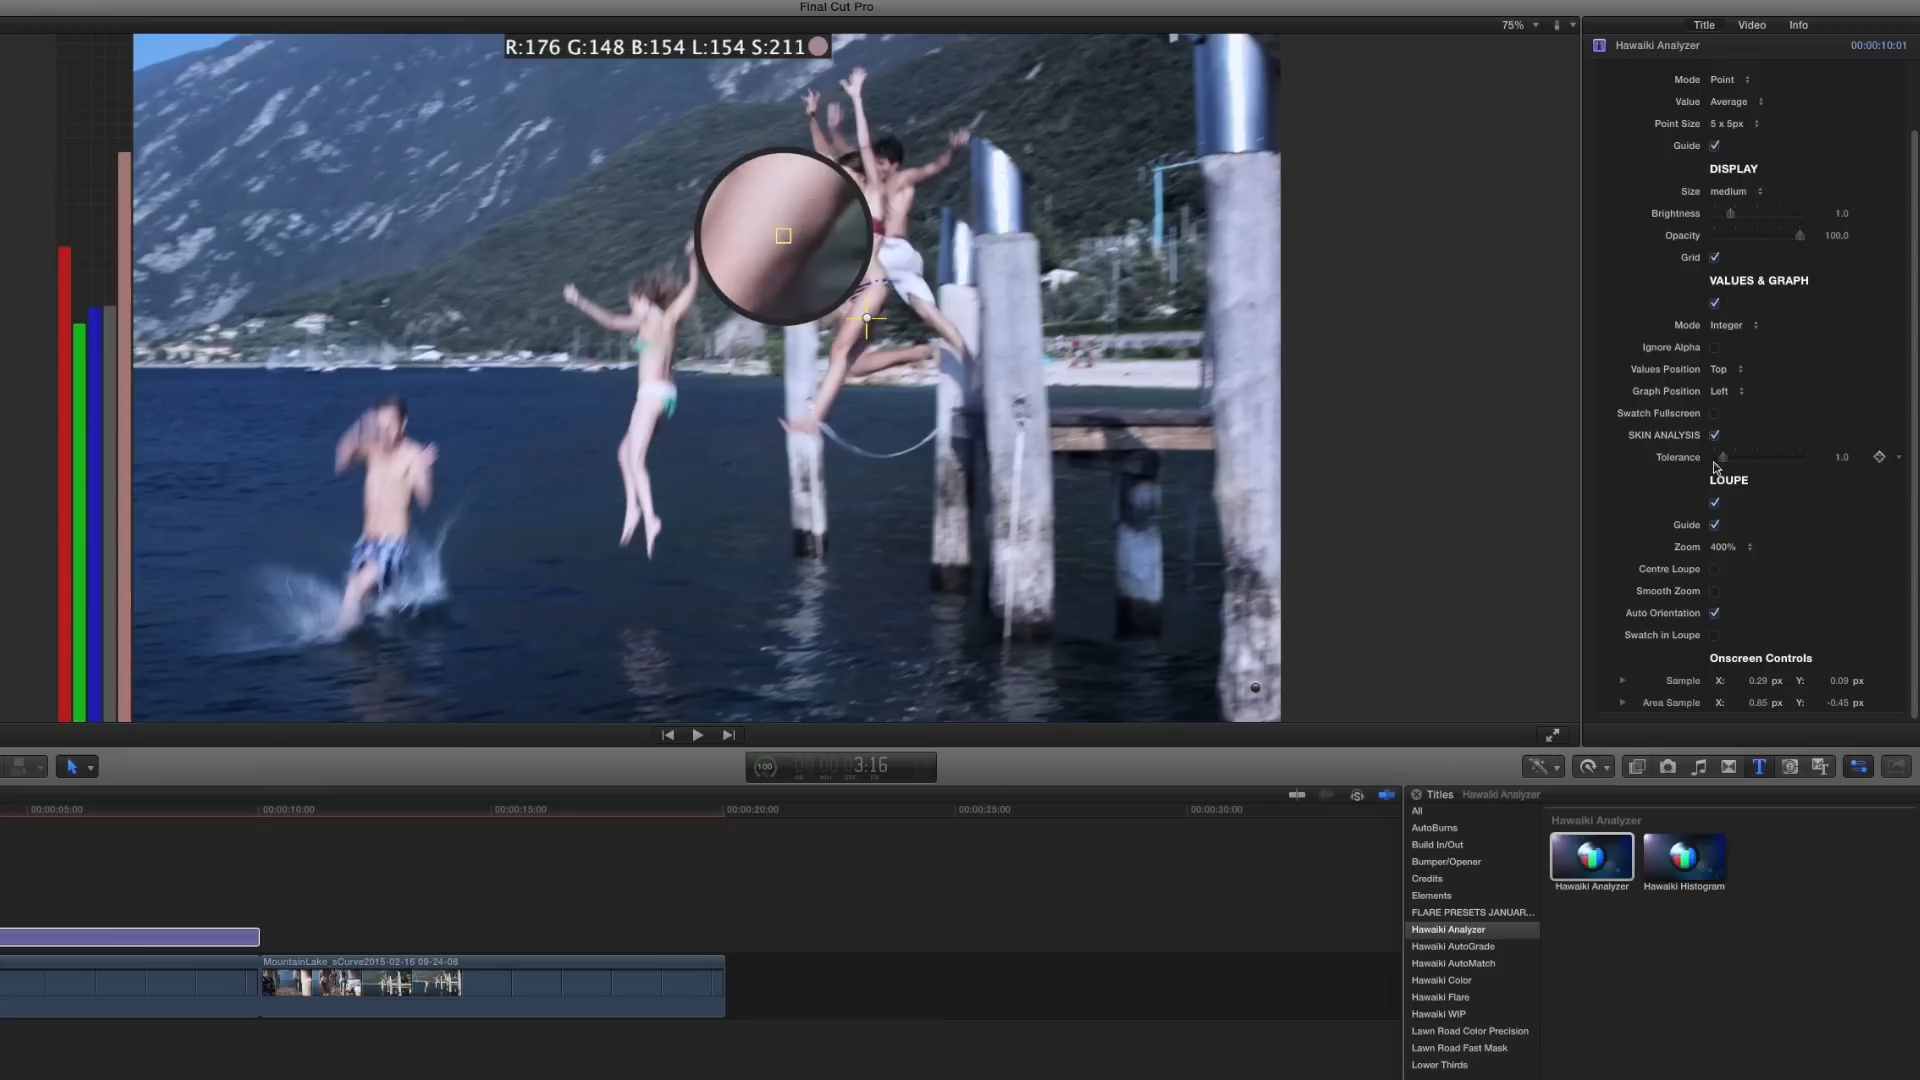 Final Cut Pro
75%
Title Video Info
R:176 G:148 B:154 L:154 S:211
Hawaiki Analyzer 00:00:10:01
Mode Point
Value Average
Point Size 5 x 5px
Guide
DISPLAY
Size medium
Brightness 1.0
Opacity 100.0
Grid
VALUES & GRAPH
Mode Integer
Ignore Alpha
Values Position Top
Graph Position Left
Swatch Fullscreen
SKIN ANALYSIS
Tolerance 1.0
LOUPE
Guide
Zoom 400%
Centre Loupe
Smooth Zoom
Auto Orientation
Swatch in Loupe
Onscreen Controls
Sample X: 0.29 px Y: 0.09 px
Area Sample X: 0.85 px Y: -0.45 px
100 3:16
HR MIN SEC FR
00:00:05:00 00:00:10:00 00:00:15:00 00:00:20:00 00:00:25:00 00:00:30:00
Titles Hawaiki Analyzer
All
AutoBurns
Build In/Out
Bumper/Opener
Credits
Elements
FLARE PRESETS JANUAR...
Hawaiki Analyzer
Hawaiki AutoGrade
Hawaiki AutoMatch
Hawaiki Color
Hawaiki Flare
Hawaiki WIP
Lawn Road Color Precision
Lawn Road Fast Mask
Lower Thirds
Hawaiki Analyzer
Hawaiki Analyzer Hawaiki Histogram
MountainLake_sCurve2015-02-16 09-24-08